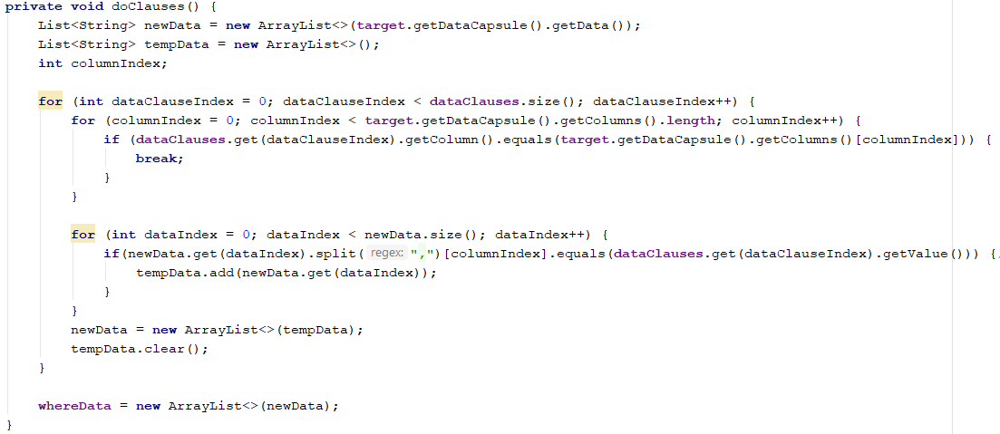 private void doClauses() {
    List<String> newData = new ArrayList<>(target.getDataCapsule().getData());
    List<String> tempData = new ArrayList<>();
    int columnIndex;

    for (int dataClauseIndex = 0; dataClauseIndex < dataClauses.size(); dataClauseIndex++) {
        for (columnIndex = 0; columnIndex < target.getDataCapsule().getColumns().length; columnIndex++) {
            if (dataClauses.get(dataClauseIndex).getColumn().equals(target.getDataCapsule().getColumns()[columnIndex])) {
                break;
            }
        }

        for (int dataIndex = 0; dataIndex < newData.size(); dataIndex++) {
            if(newData.get(dataIndex).split( regex: ",")[columnIndex].equals(dataClauses.get(dataClauseIndex).getValue())) {
                tempData.add(newData.get(dataIndex));
            }
        }
        newData = new ArrayList<>(tempData);
        tempData.clear();
    }

    whereData = new ArrayList<>(newData);
}